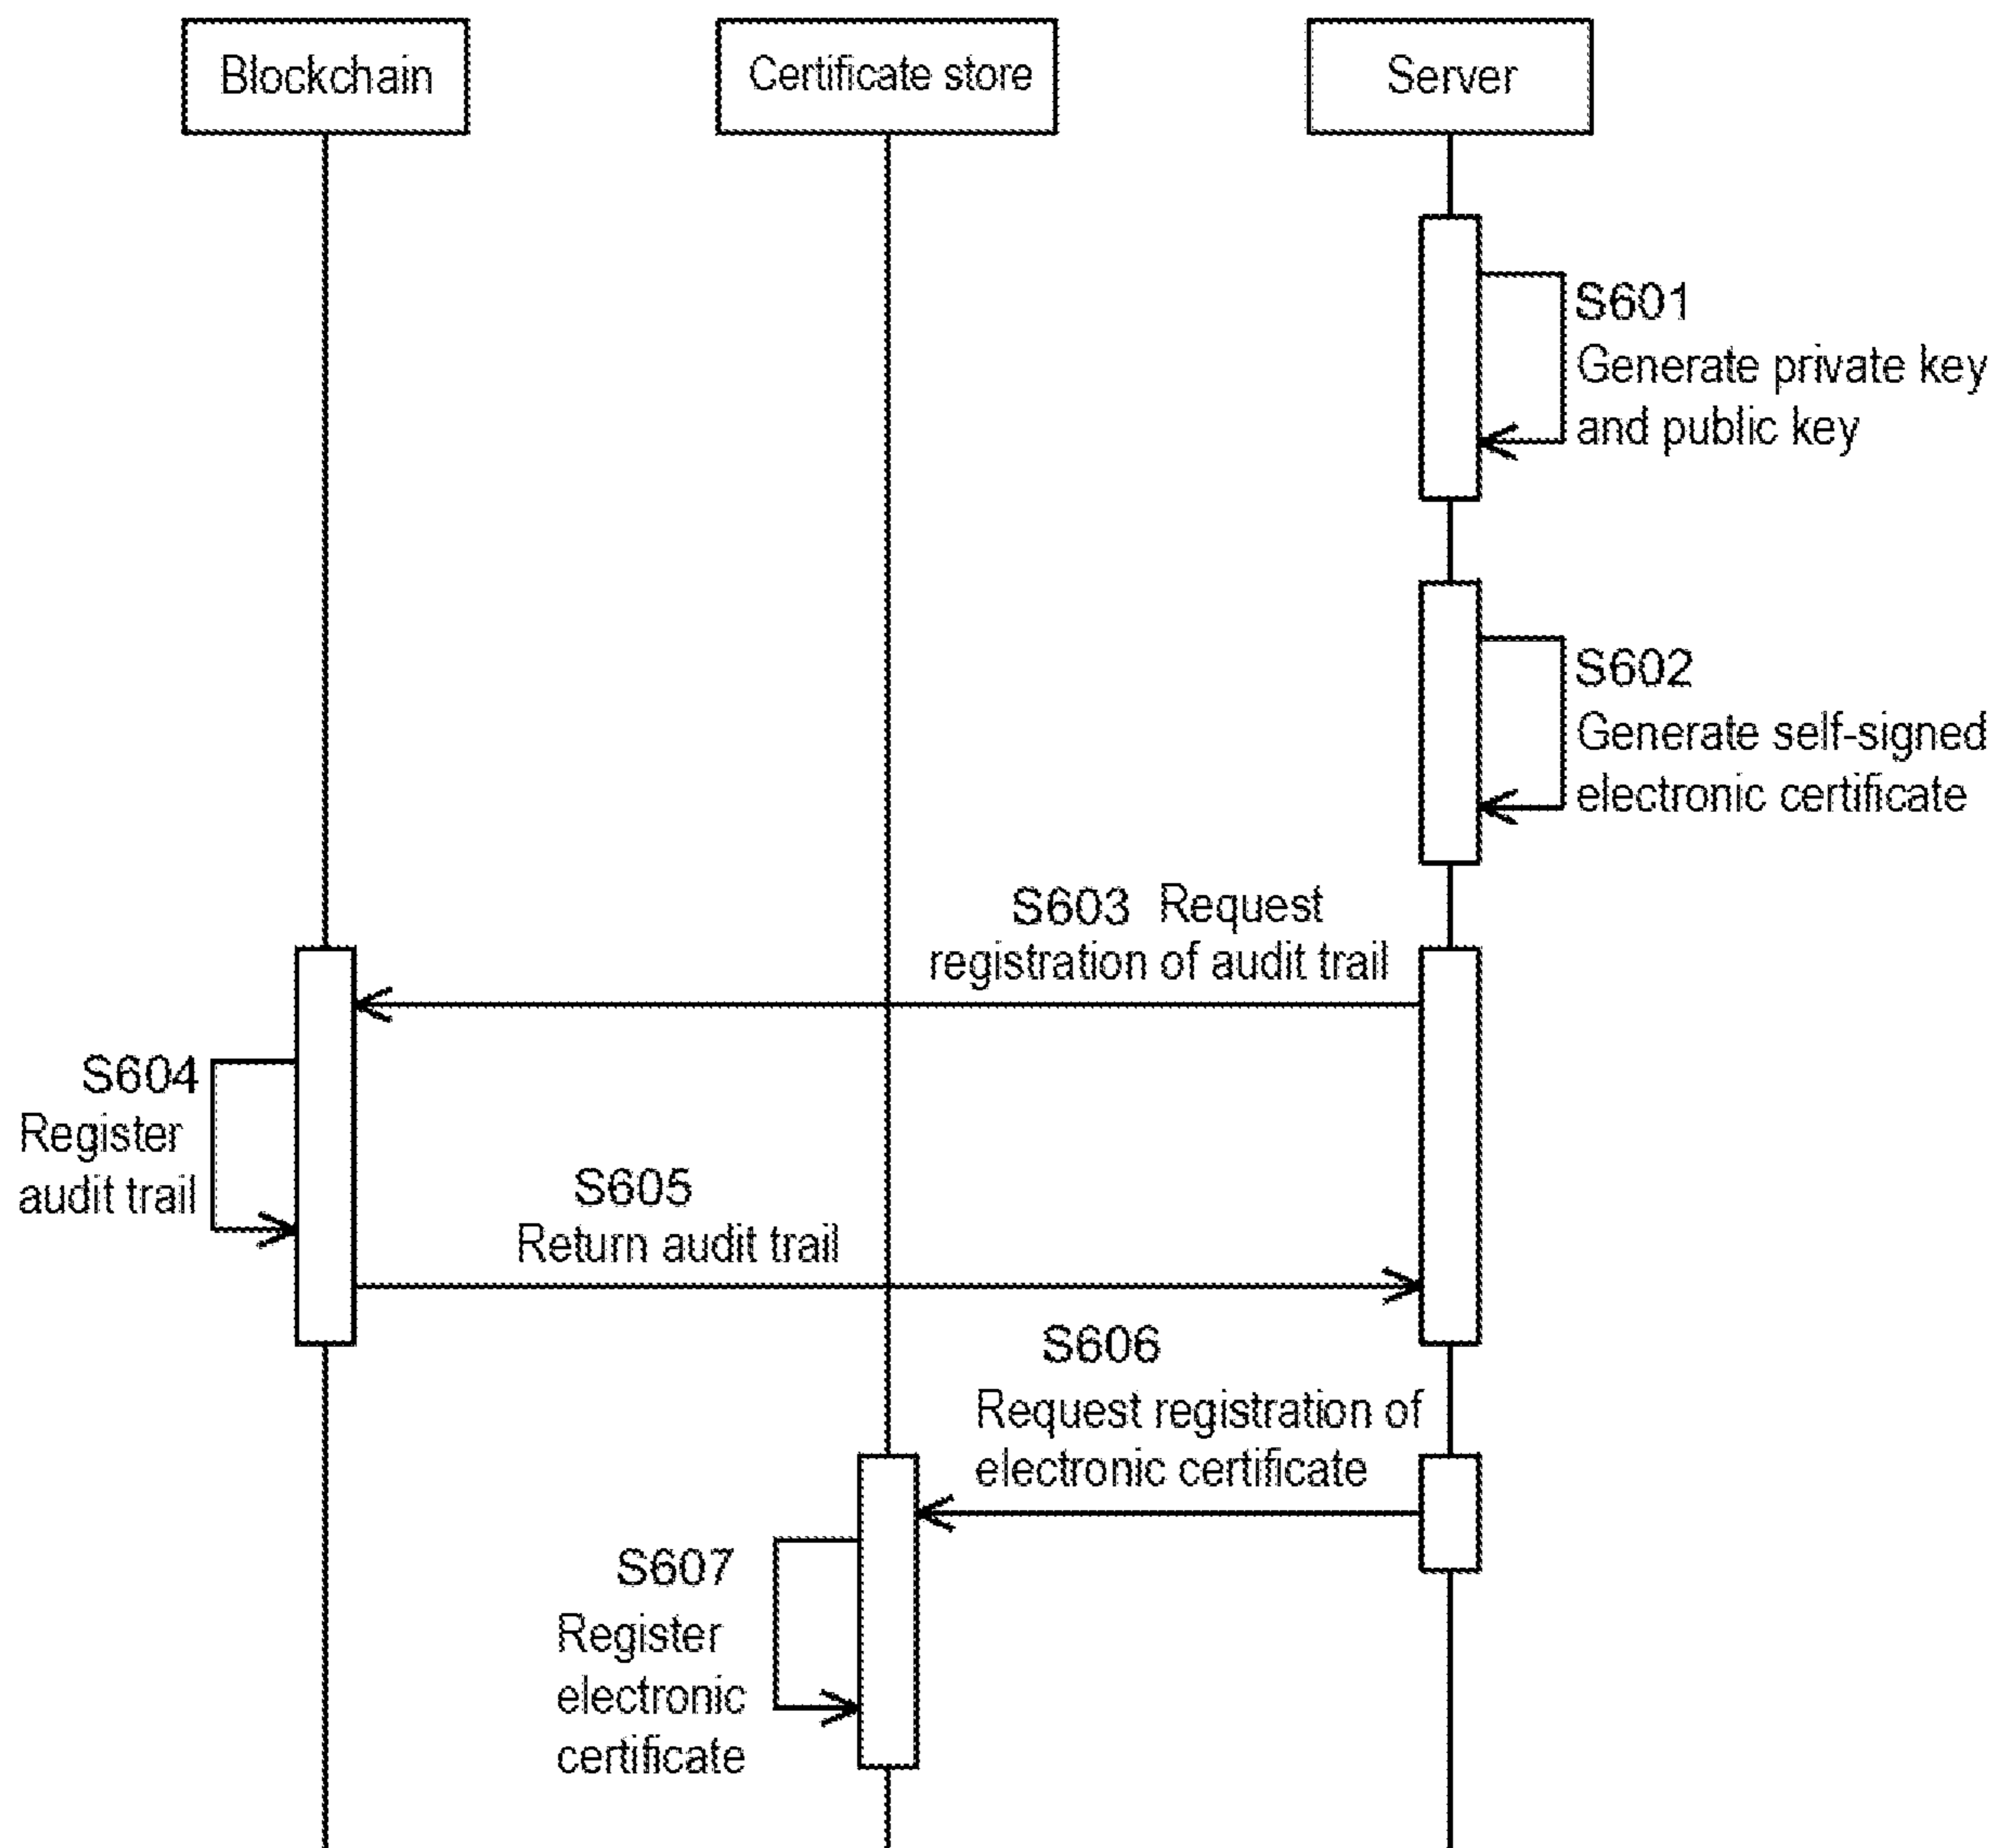 Blockchain
Certificate store
Server
S601
Generate private key
and public key
S602
Generate self-signed
electronic certificate
S603 Request
registration of audit trail
S604
Register
audit trail
S605
Return audit trail
S606
Request registration of
electronic certificate
S607
Register
electronic
certificate